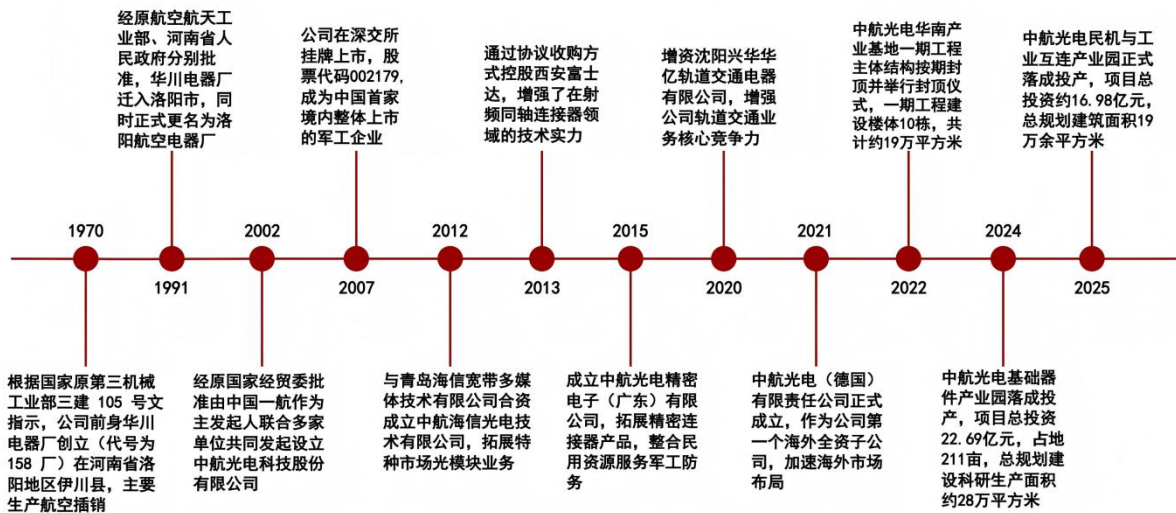 经原航空航天工
业部、河南省人
民政府分别批
准，华川电器厂
迁入洛阳市，同
时正式更名为洛
阳航空电器厂
公司在深交所
挂牌上市，股
票代码002179，
成为中国首家
境内整体上市
的军工企业
通过协议收购方
式控股西安富士
达，增强了在射
频同轴连接器领
域的技术实力
增资沈阳兴华华
亿轨道交通电器
有限公司，增强
公司轨道交通业
务核心竞争力
中航光电华南产
业基地一期工程
主体结构按期封
顶并举行封顶仪
式，一期工程建
设楼体10栋，共
计约19万平方米
中航光电民机与工
业互连产业园正式
落成投产，项目总
投资约16.98亿元，
总规划建筑面积19
万余平方米
1970
2002
2012
2015
2021
2024
1991
2007
2013
2020
2022
2025
根据国家原第三机械
工业部三建 105 号文
指示，公司前身华川
电器厂创立（代号为
158 厂）在河南省洛
阳地区伊川县，主要
生产航空插销
经原国家经贸委批
准由中国一航作为
主发起人联合多家
单位共同发起设立
中航光电科技股份
有限公司
与青岛海信宽带多媒
体技术有限公司合资
成立中航海信光电技
术有限公司，拓展特
种市场光模块业务
成立中航光电精密
电子（广东）有限
公司，拓展精密连
接器产品，整合民
用资源服务军工防
务
中航光电（德国）
有限责任公司正式
成立，作为公司第
一个海外全资子公
司，加速海外市场
布局
中航光电基础器
件产业园落成投
产，项目总投资
22.69亿元，占地
211亩，总规划建
设科研生产面积
约28万平方米